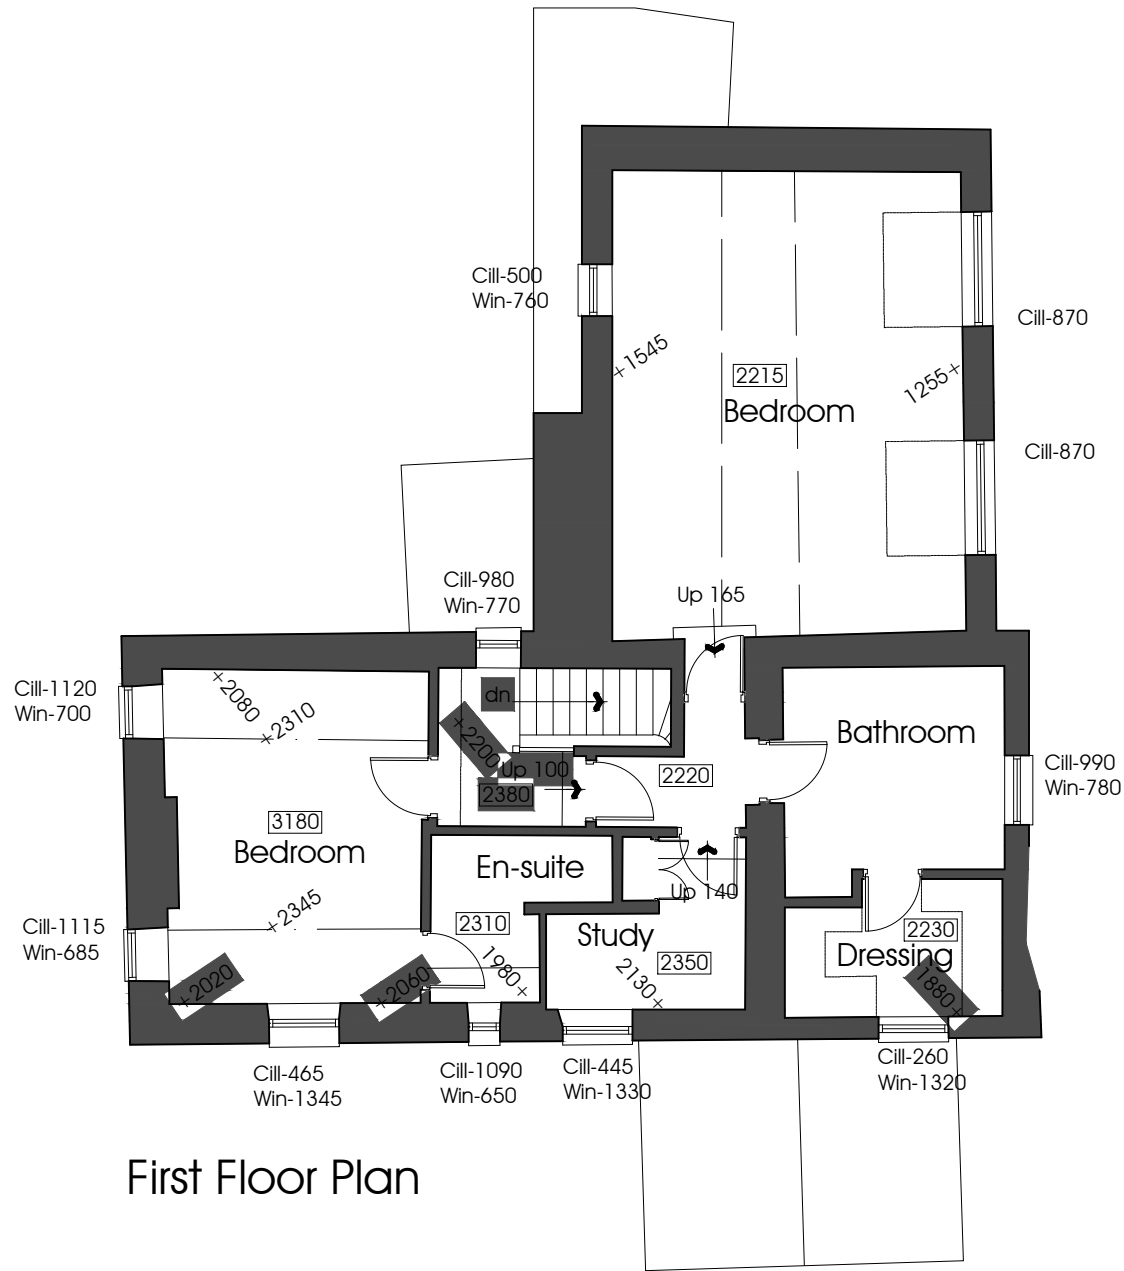 Cill-500
Win-760
Cill-870
+1545
2215
1255+
Bedroom
Cill-870
Cill-980
Win-770
Up 165
Cill-1120
Win-700
+2080
+2310
dn
+2200
Up 100
2380
2220
Bathroom
Cill-990
Win-780
3180
Bedroom
En-suite
Up 140
+2345
2310
1980+
Study
2350
2130+
2230
Dressing
1880+
Cill-1115
Win-685
+2020
+2060
Cill-465
Win-1345
Cill-1090
Win-650
Cill-445
Win-1330
Cill-260
Win-1320
First Floor Plan